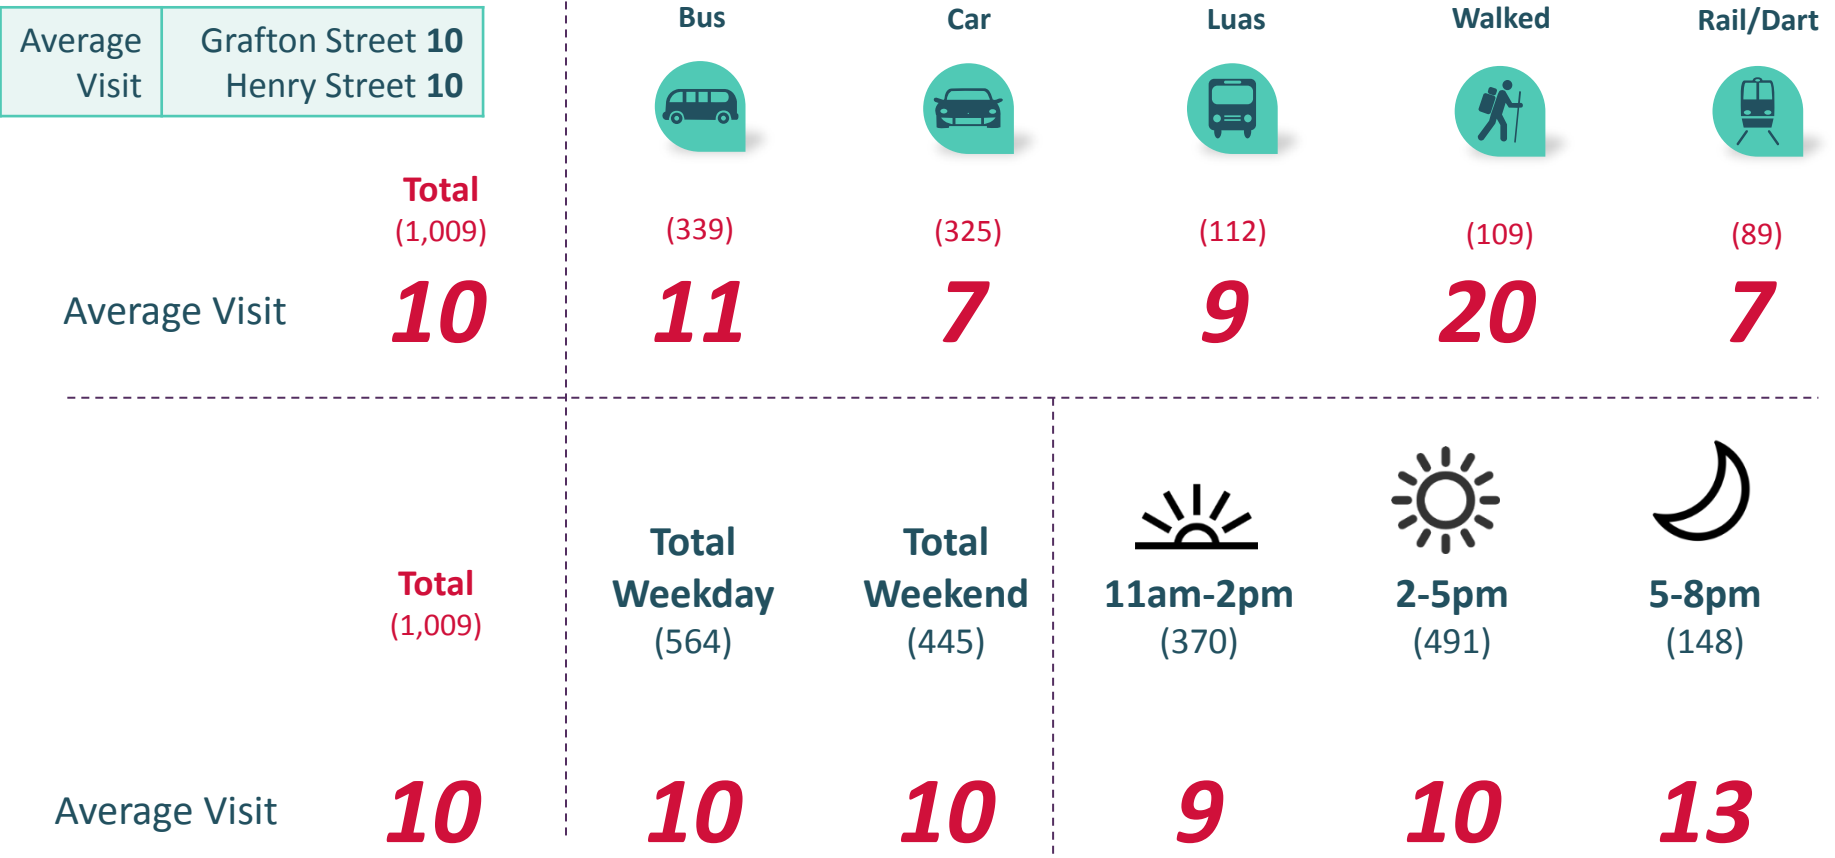 Average Visit
Grafton Street 10
Henry Street 10
Bus
Car
Luas
Walked
Rail/Dart
Total
(1,009)
(339)
(325)
(112)
(109)
(89)
Average Visit
10
11
7
9
20
7
Total
(1,009)
Total
Weekday
(564)
Total
Weekend
(445)
11am-2pm
(370)
2-5pm
(491)
5-8pm
(148)
Average Visit
10
10
10
9
10
13